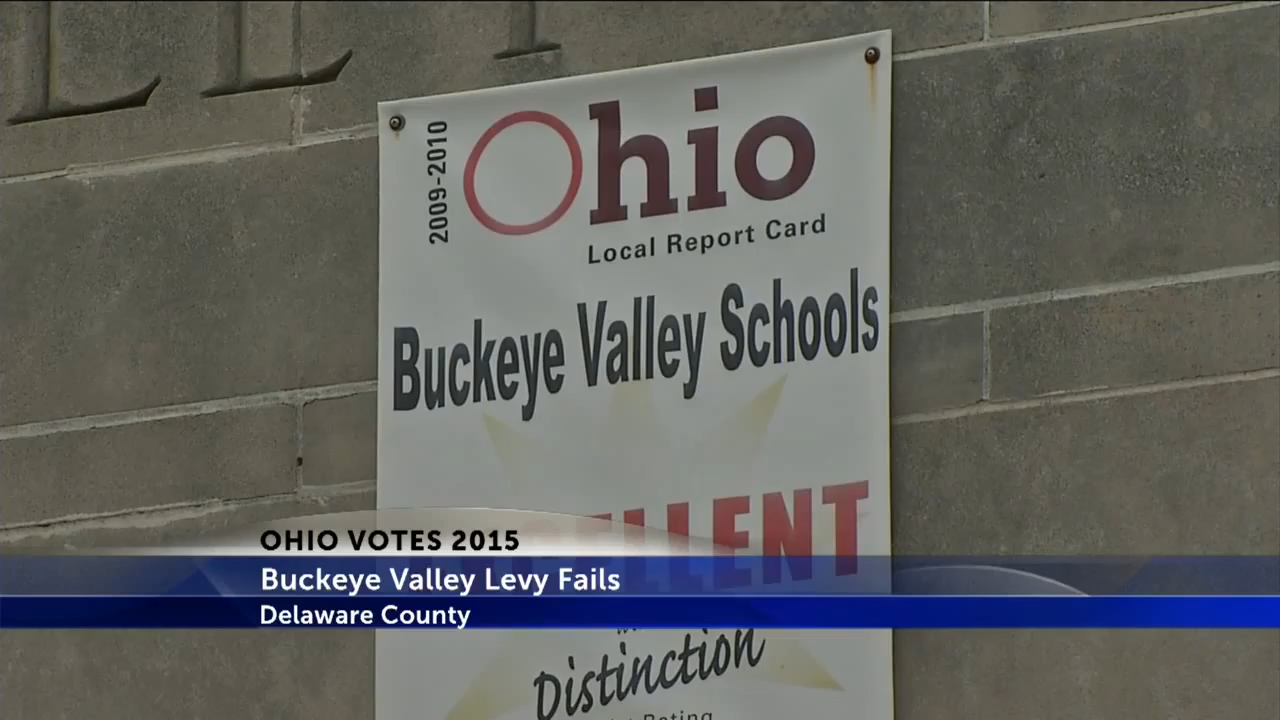 2009-2010
Ohio
Local Report Card
Buckeye Valley Schools
OHIO VOTES 2015
Buckeye Valley Levy Fails
Delaware County
Distinction
Rating